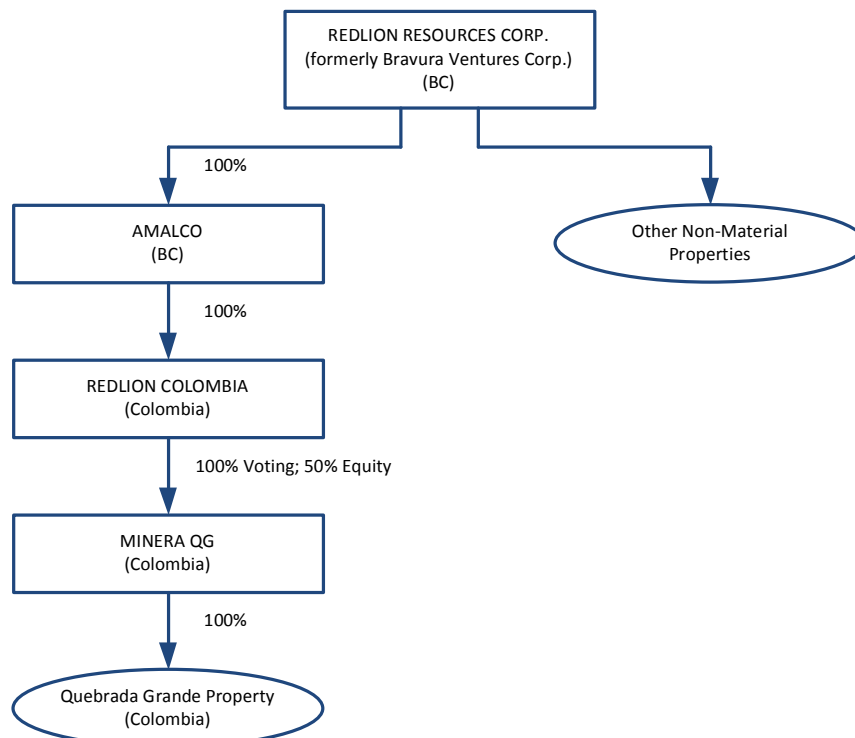 REDLION RESOURCES CORP.
(formerly Bravura Ventures Corp.)
(BC)
100%
AMALCO
(BC)
Other Non-Material
Properties
100%
REDLION COLOMBIA
(Colombia)
100% Voting; 50% Equity
MINERA QG
(Colombia)
100%
Quebrada Grande Property
(Colombia)